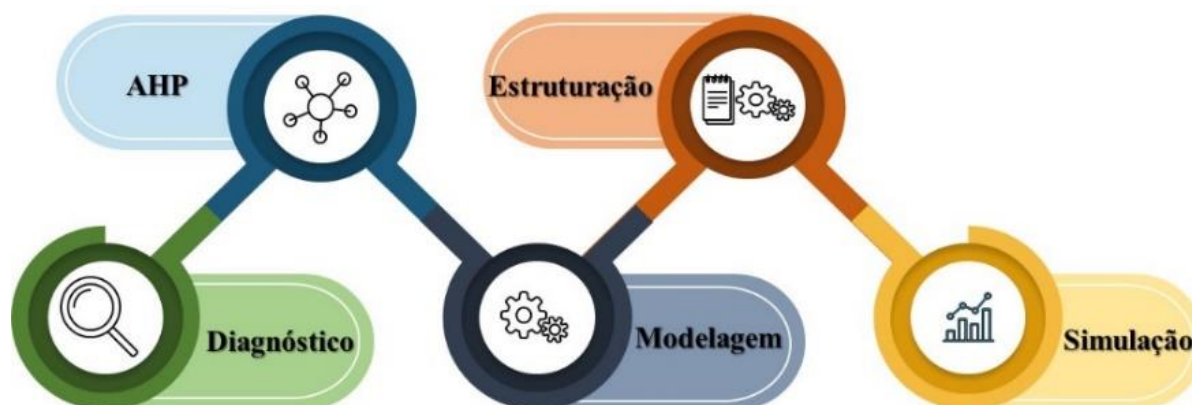 AHP
Estruturação
Diagnóstico
Modelagem
Simulação